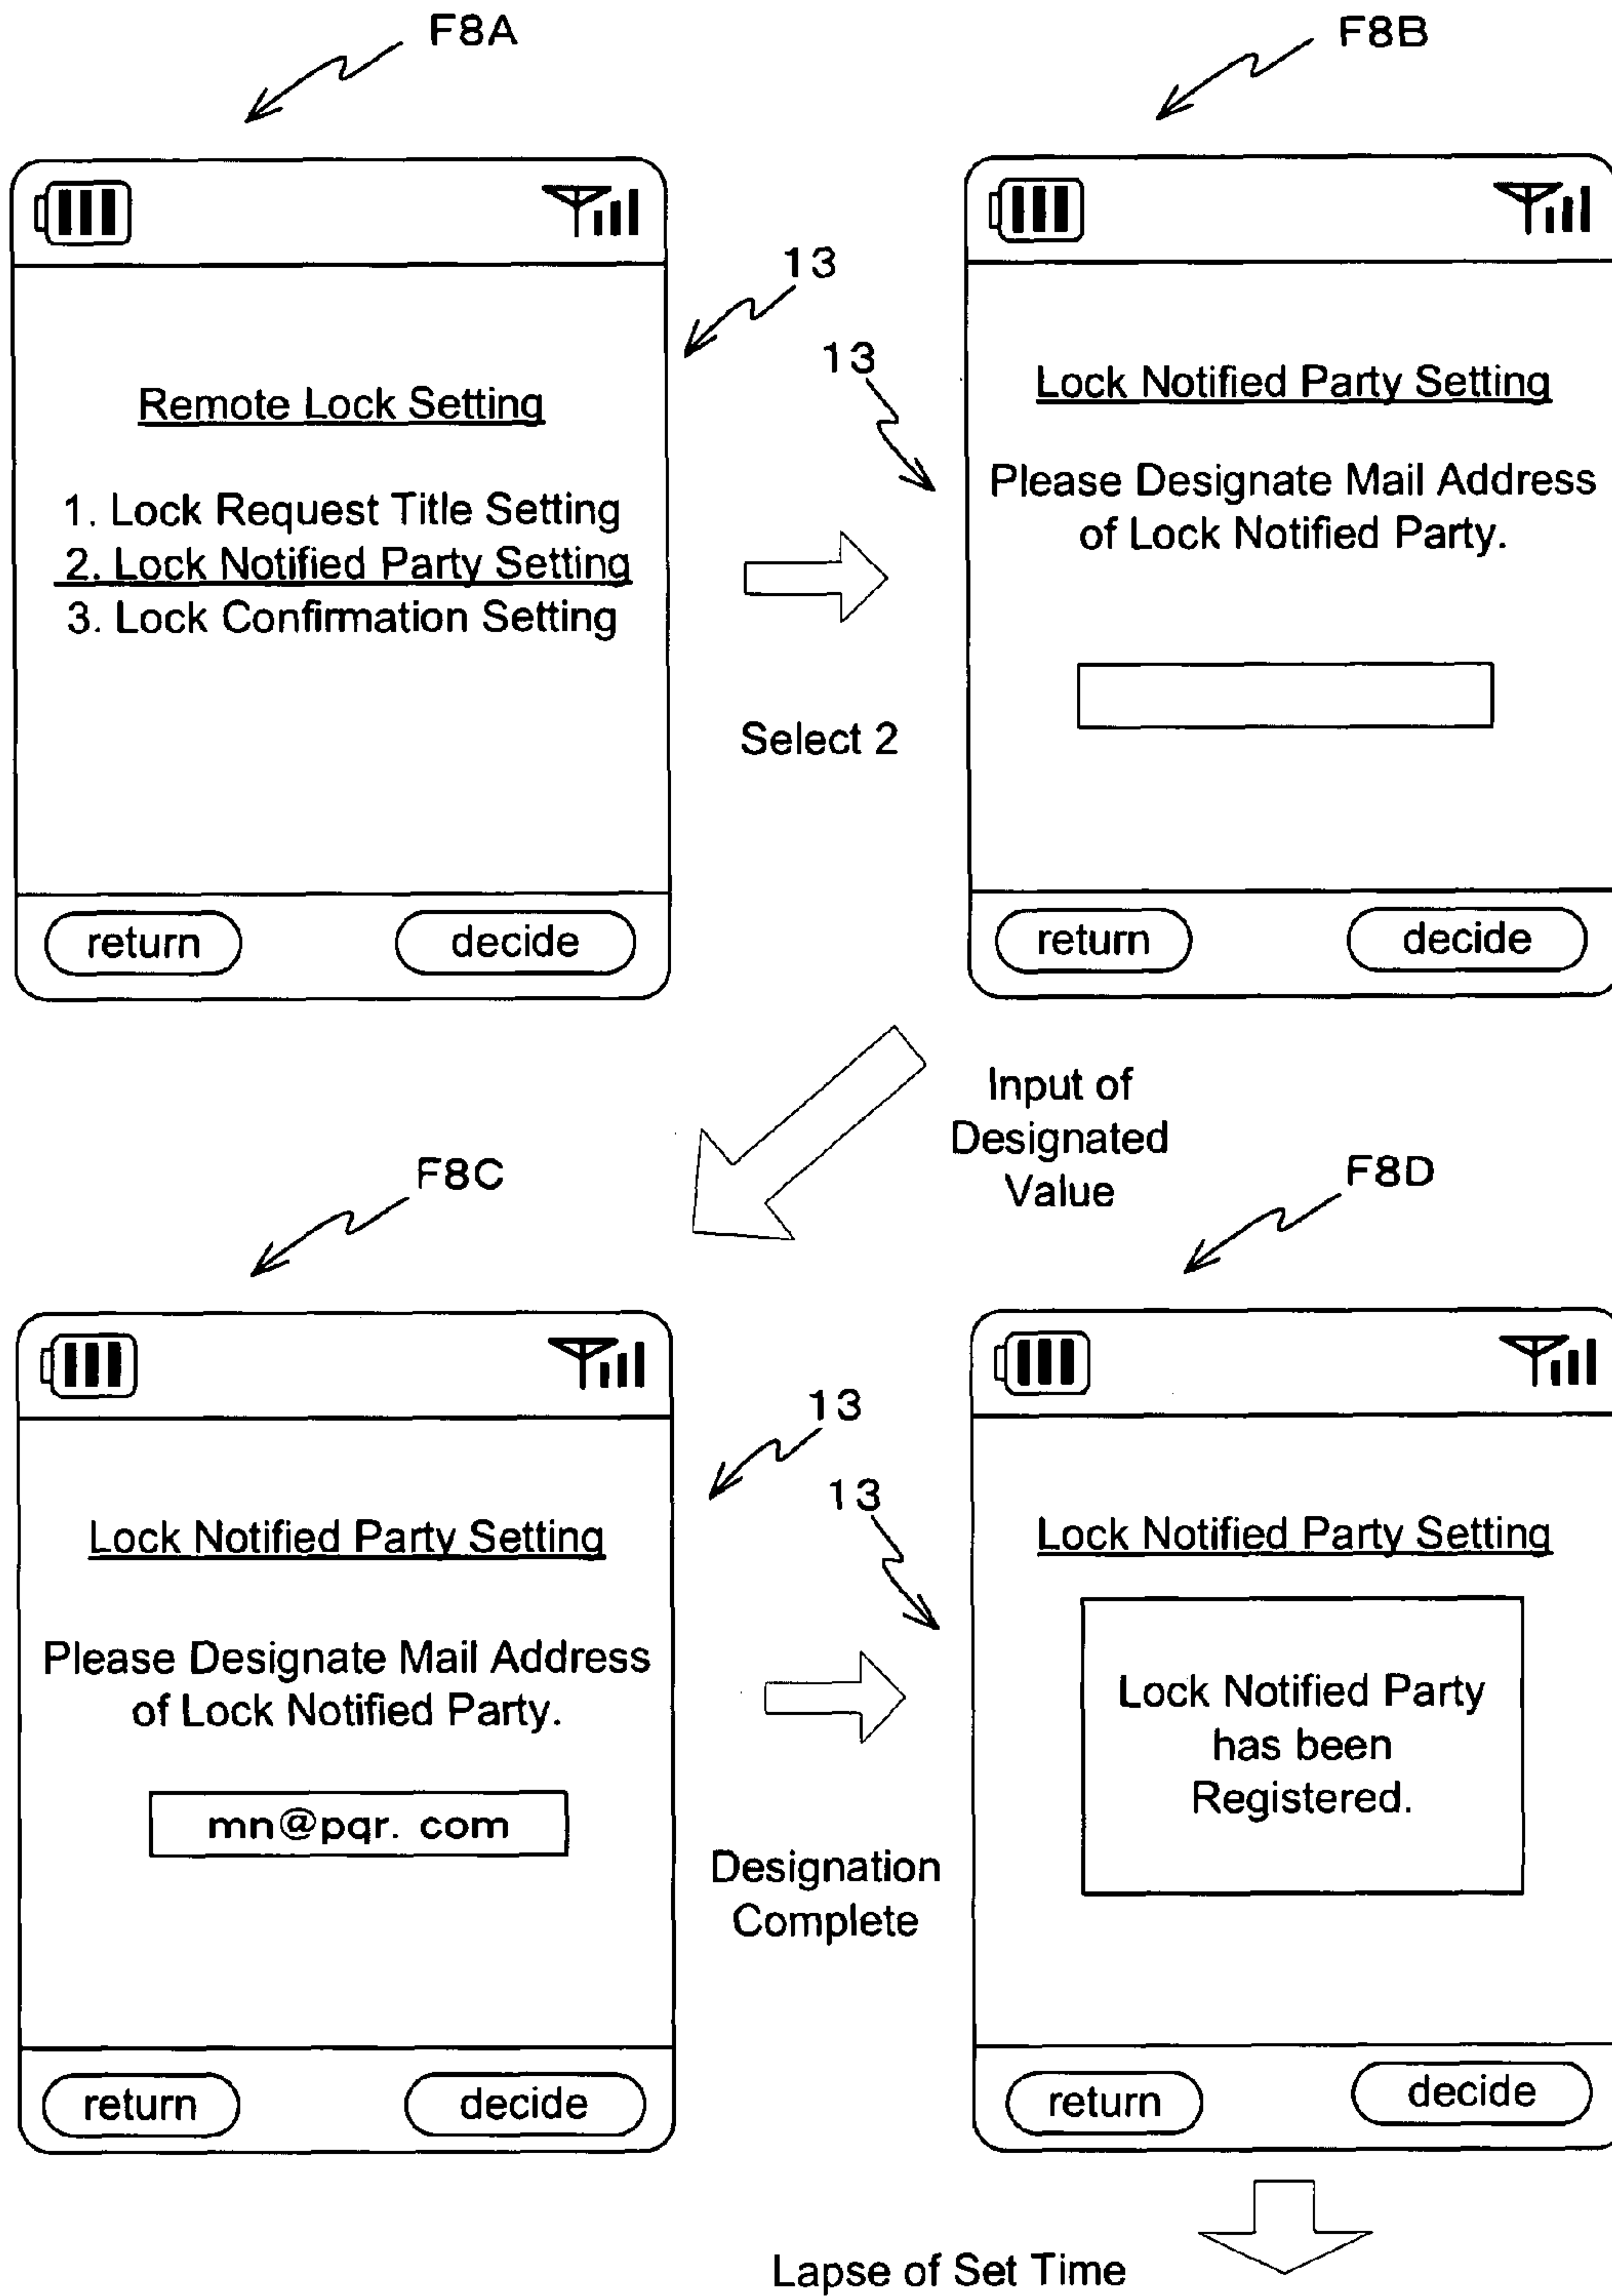 F8A
F8B
13
13
Remote Lock Setting
1. Lock Request Title Setting
2. Lock Notified Party Setting
3. Lock Confirmation Setting
return
decide
Select 2
Lock Notified Party Setting
Please Designate Mail Address
of Lock Notified Party.
return
decide
Input of
Designated
Value
F8C
F8D
13
13
Lock Notified Party Setting
Please Designate Mail Address
of Lock Notified Party.
mn@pqr. com
return
decide
Designation
Complete
Lock Notified Party Setting
Lock Notified Party
has been
Registered.
return
decide
Lapse of Set Time